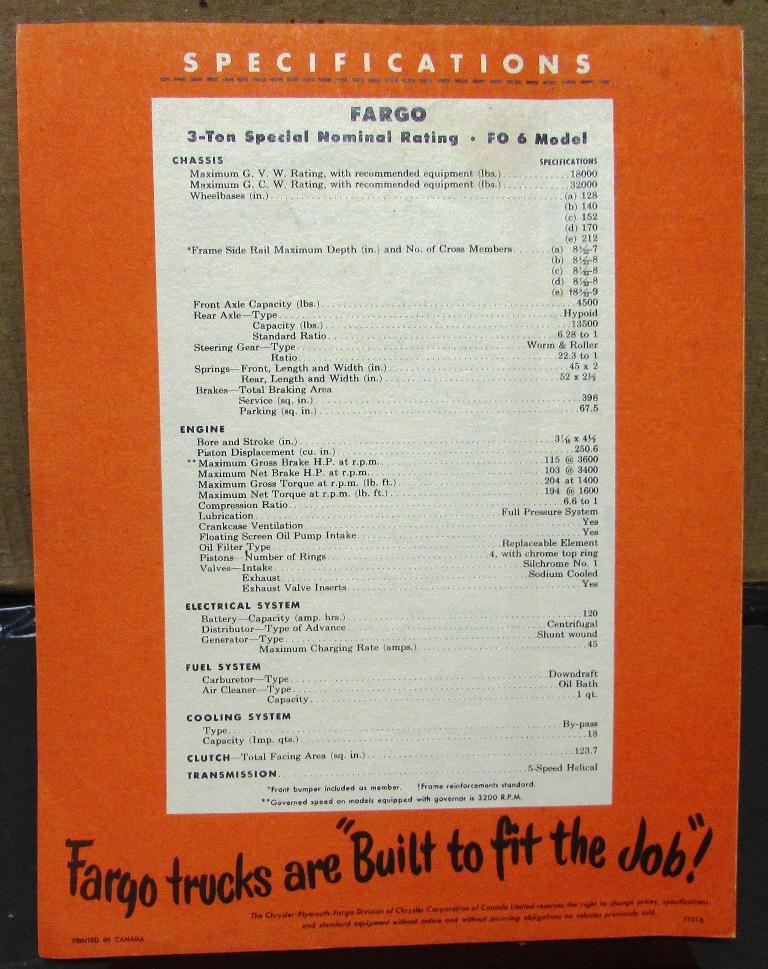 SPECIFICATIONS
FARGO
3-Ton Special Nominal Rating • FO 6 Model
CHASSIS SPECIFICATIONS
Maximum G. V. W. Rating, with recommended equipment (lbs.) 18000
Maximum G. C. W. Rating, with recommended equipment (lbs.) 32000
Wheelbases (in.) (a) 128
(b) 140
(c) 152
(d) 170
(e) 212
*Frame Side Rail Maximum Depth (in.) and No. of Cross Members (a)
(b)
(c)
(d)
(e)
Front Axle Capacity (lbs.) 4500
Rear Axle—Type Hypoid
Capacity (lbs.) 13500
Standard Ratio 6.28 to 1
Steering Gear—Type Worm & Roller
Ratio 22.3 to 1
Springs—Front, Length and Width (in.) 45 x 2
Rear, Length and Width (in.) 52 x 2½
Brakes—Total Braking Area
Service (sq. in.) 396
Parking (sq. in.) 67.5
ENGINE
Bore and Stroke (in.) 3 7/16 x 4½
Piston Displacement (cu. in.) 250.6
**Maximum Gross Brake H.P. at r.p.m. 115 @ 3600
Maximum Net Brake H.P. at r.p.m. 103 @ 3400
Maximum Gross Torque at r.p.m. (lb. ft.) 204 at 1400
Maximum Net Torque at r.p.m. (lb. ft.) 194 @ 1600
Compression Ratio 6.6 to 1
Lubrication Full Pressure System
Crankcase Ventilation Yes
Floating Screen Oil Pump Intake Yes
Oil Filter Type Replaceable Element
Pistons—Number of Rings 4, with chrome top ring
Valves—Intake Silchrome No. 1
Exhaust Sodium Cooled
Exhaust Valve Inserts Yes
ELECTRICAL SYSTEM
Battery—Capacity (amp. hrs.) 120
Distributor—Type of Advance Centrifugal
Generator—Type Shunt wound
Maximum Charging Rate (amps.) 45
FUEL SYSTEM
Carburetor—Type Downdraft
Air Cleaner—Type Oil Bath
Capacity 1 qt.
COOLING SYSTEM
Type By-pass
Capacity (Imp. qts.) 18
CLUTCH—Total Facing Area (sq. in.) 123.7
TRANSMISSION 5-Speed Helical
*Front bumper included as member. †Frame reinforcements standard.
**Governed speed on models equipped with governor is 3200 R.P.M.
Fargo trucks are "Built to fit the Job"!
The Chrysler-Plymouth-Fargo Division of Chrysler Corporation of Canada Limited reserves the right to change prices, specifications
and standard equipment without notice and without incurring obligations on vehicles previously sold.
PRINTED IN CANADA